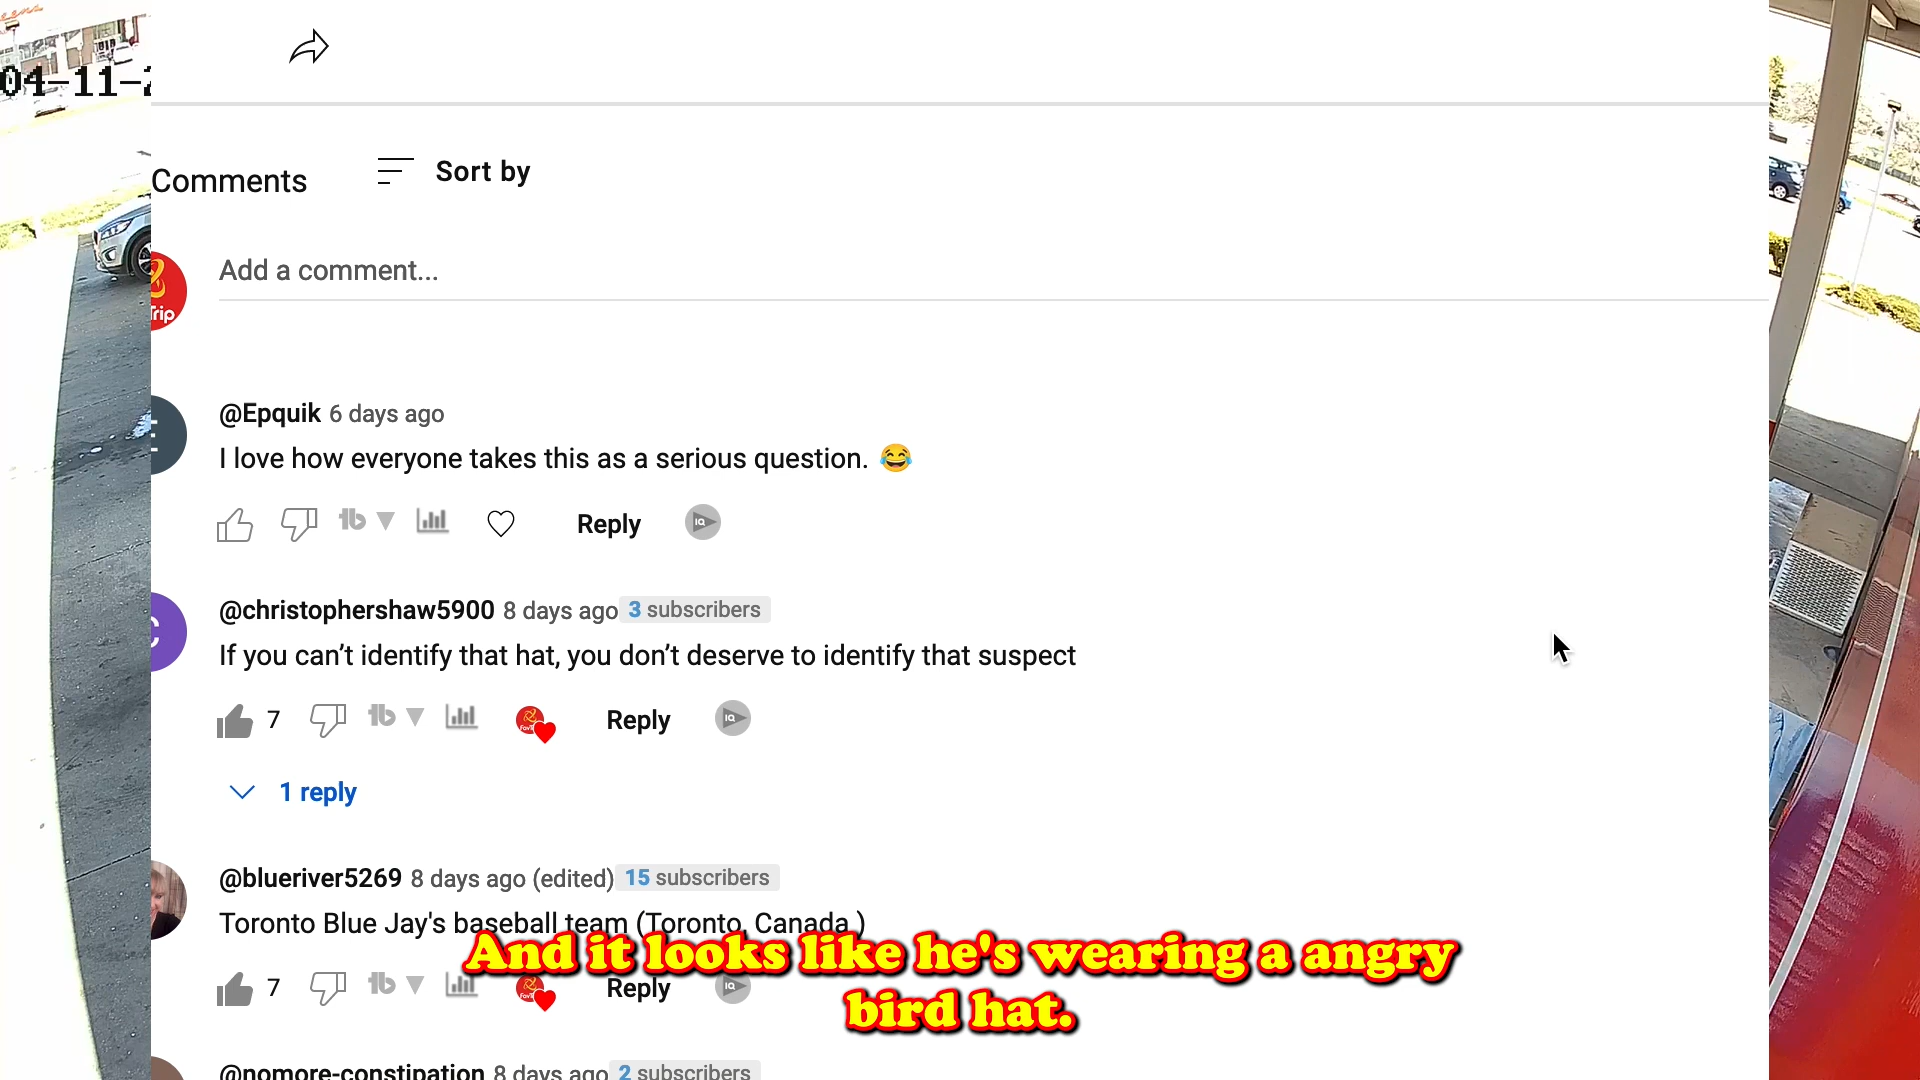 04-11-
Comments
Sort by
Trip
Add a comment...
@Epquik 6 days ago
I love how everyone takes this as a serious question. 😂
Reply
@christophershaw5900 8 days ago 3 subscribers
If you can't identify that hat, you don't deserve to identify that suspect
7 Reply
1 reply
@blueriver5269 8 days ago (edited) 15 subscribers
Toronto Blue Jay's baseball team (Toronto, Canada )
And it looks like he's wearing a angry
7 Reply
bird hat.
@nomore-constipation 8 days ago 2 subscribers